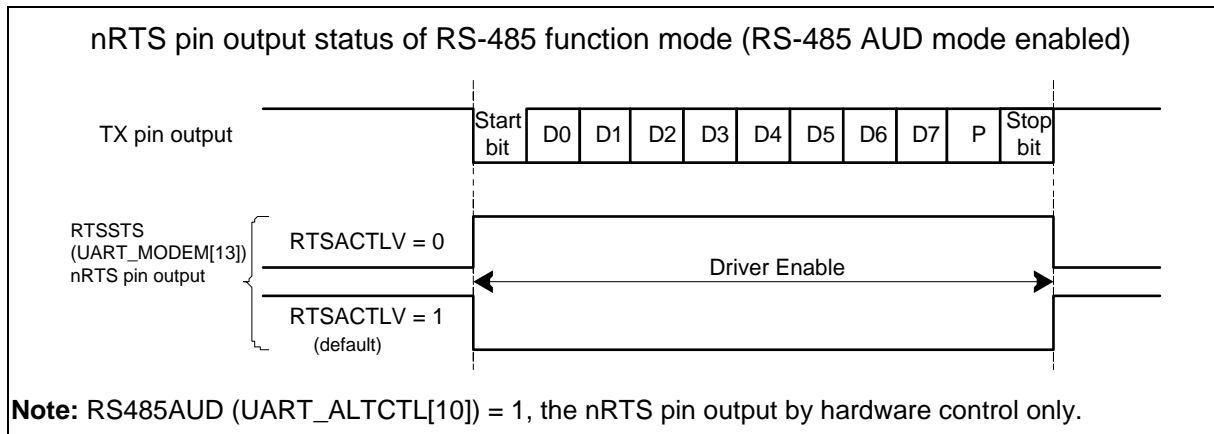 nRTS pin output status of RS-485 function mode (RS-485 AUD mode enabled)
TX pin output
Start bit
D0
D1
D2
D3
D4
D5
D6
D7
P
Stop bit
RTSSTS
(UART_MODEM[13])
nRTS pin output
RTSACTLV = 0
Driver Enable
RTSACTLV = 1
(default)
Note: RS485AUD (UART_ALTCTL[10]) = 1, the nRTS pin output by hardware control only.